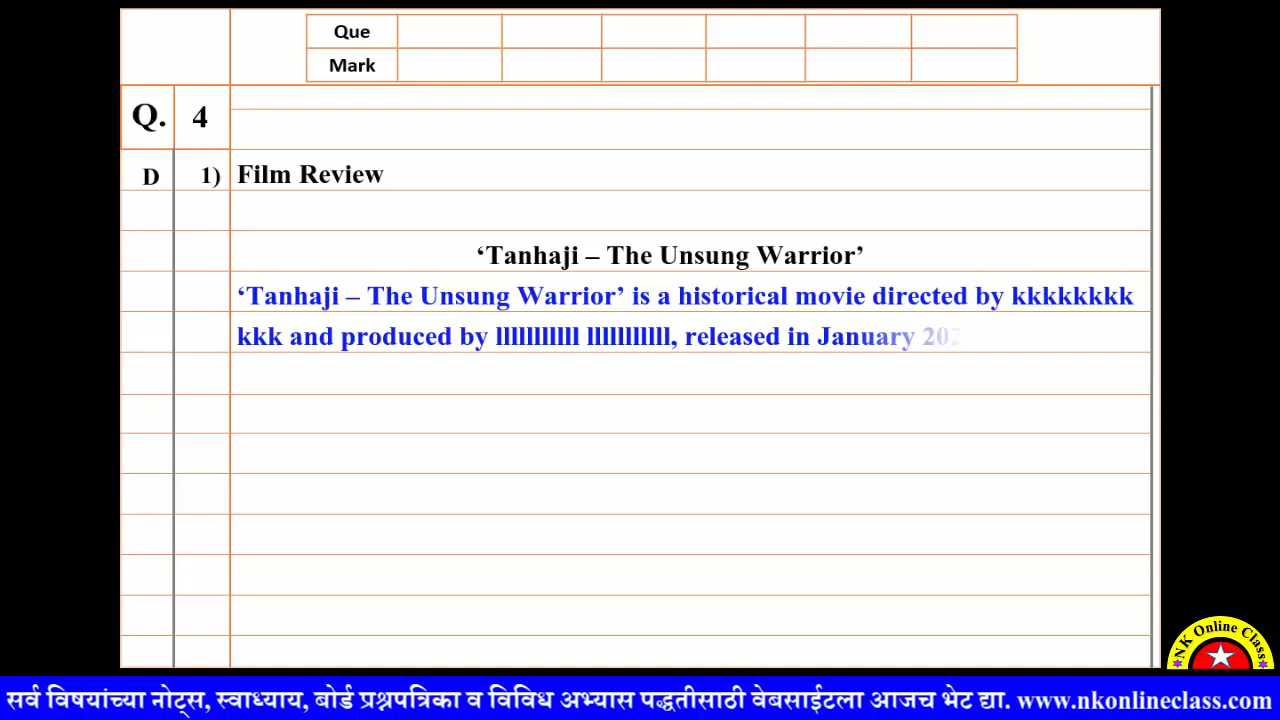 Que
Mark
Q. 4
D 1) Film Review
‘Tanhaji – The Unsung Warrior’
‘Tanhaji – The Unsung Warrior’ is a historical movie directed by kkkkkkkk
kkk and produced by lllllllllll lllllllllll, released in January
NK Online Class
सर्व विषयांच्या नोट्स, स्वाध्याय, बोर्ड प्रश्नपत्रिका व विविध अभ्यास पद्धतीसाठी वेबसाईटला आजच भेट द्या. www.nkonlineclass.com